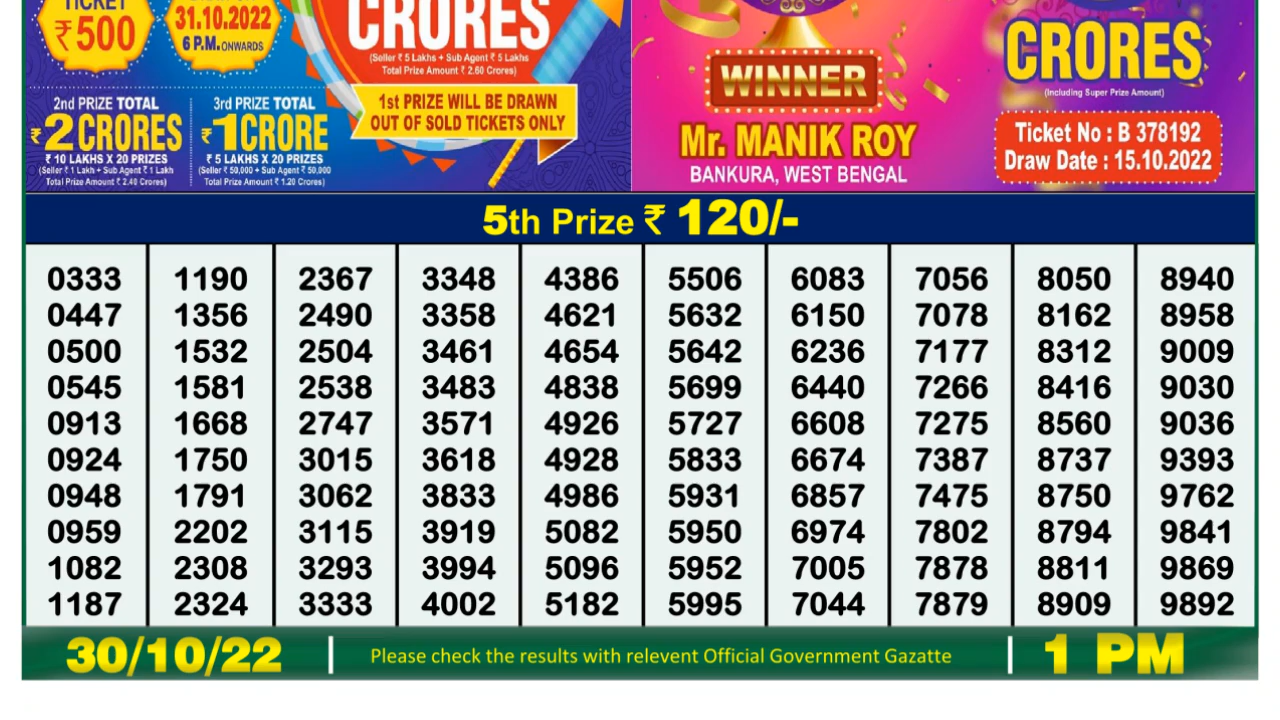 TICKET
₹500
31.10.2022
6 P.M. ONWARDS
CRORES
(Seller ₹ 5 Lakhs + Sub Agent ₹ 5 Lakhs
Total Prize Amount ₹ 2.60 Crores)
1st PRIZE WILL BE DRAWN
OUT OF SOLD TICKETS ONLY
2nd PRIZE TOTAL
₹2 CRORES
₹ 10 LAKHS X 20 PRIZES
(Seller ₹ 1 Lakh + Sub Agent ₹ 1 Lakh
Total Prize Amount ₹ 2.40 Crores)
3rd PRIZE TOTAL
₹1 CRORE
₹ 5 LAKHS X 20 PRIZES
(Seller ₹ 50,000 + Sub Agent ₹ 50,000
Total Prize Amount ₹ 1.20 Crores)
WINNER
Mr. MANIK ROY
BANKURA, WEST BENGAL
CRORES
(Including Super Prize Amount)
Ticket No : B 378192
Draw Date : 15.10.2022
5th Prize ₹ 120/-
0333 1190 2367 3348 4386 5506 6083 7056 8050 8940
0447 1356 2490 3358 4621 5632 6150 7078 8162 8958
0500 1532 2504 3461 4654 5642 6236 7177 8312 9009
0545 1581 2538 3483 4838 5699 6440 7266 8416 9030
0913 1668 2747 3571 4926 5727 6608 7275 8560 9036
0924 1750 3015 3618 4928 5833 6674 7387 8737 9393
0948 1791 3062 3833 4986 5931 6857 7475 8750 9762
0959 2202 3115 3919 5082 5950 6974 7802 8794 9841
1082 2308 3293 3994 5096 5952 7005 7878 8811 9869
1187 2324 3333 4002 5182 5995 7044 7879 8909 9892
30/10/22
Please check the results with relevent Official Government Gazatte
1 PM